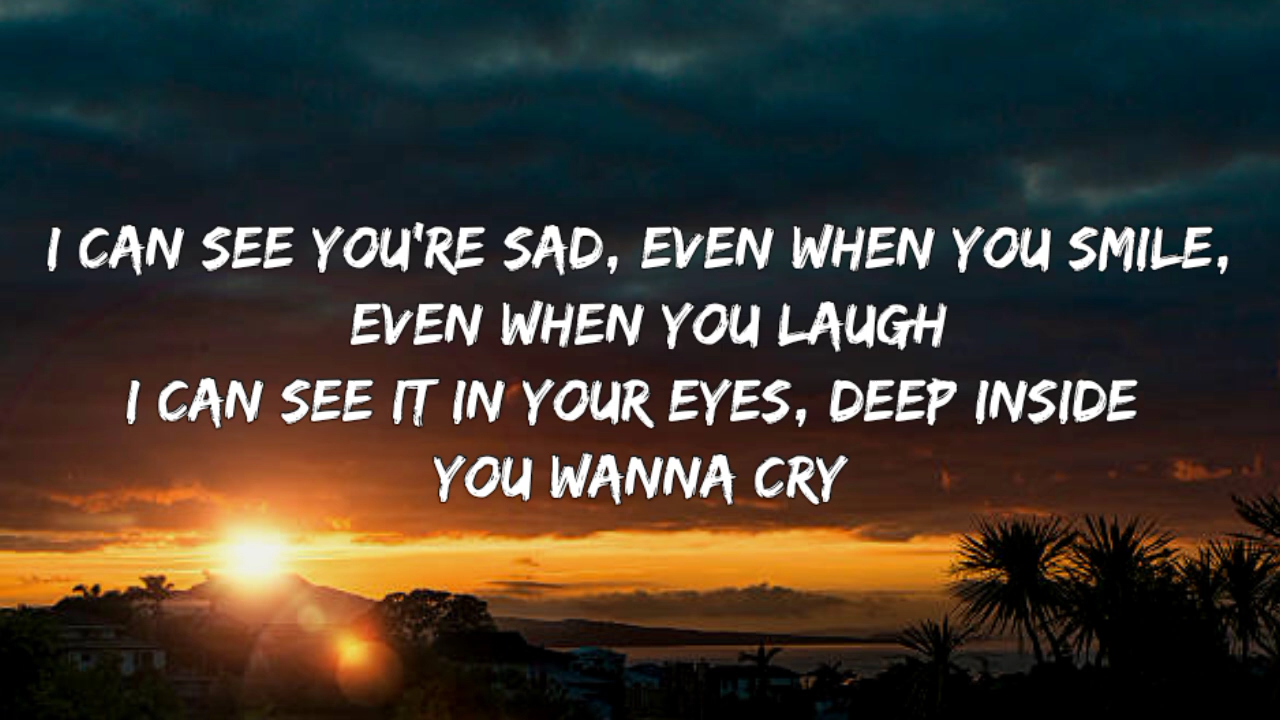 I CAN SEE YOU'RE SAD, EVEN WHEN YOU SMILE,
EVEN WHEN YOU LAUGH
I CAN SEE IT IN YOUR EYES, DEEP INSIDE
YOU WANNA CRY